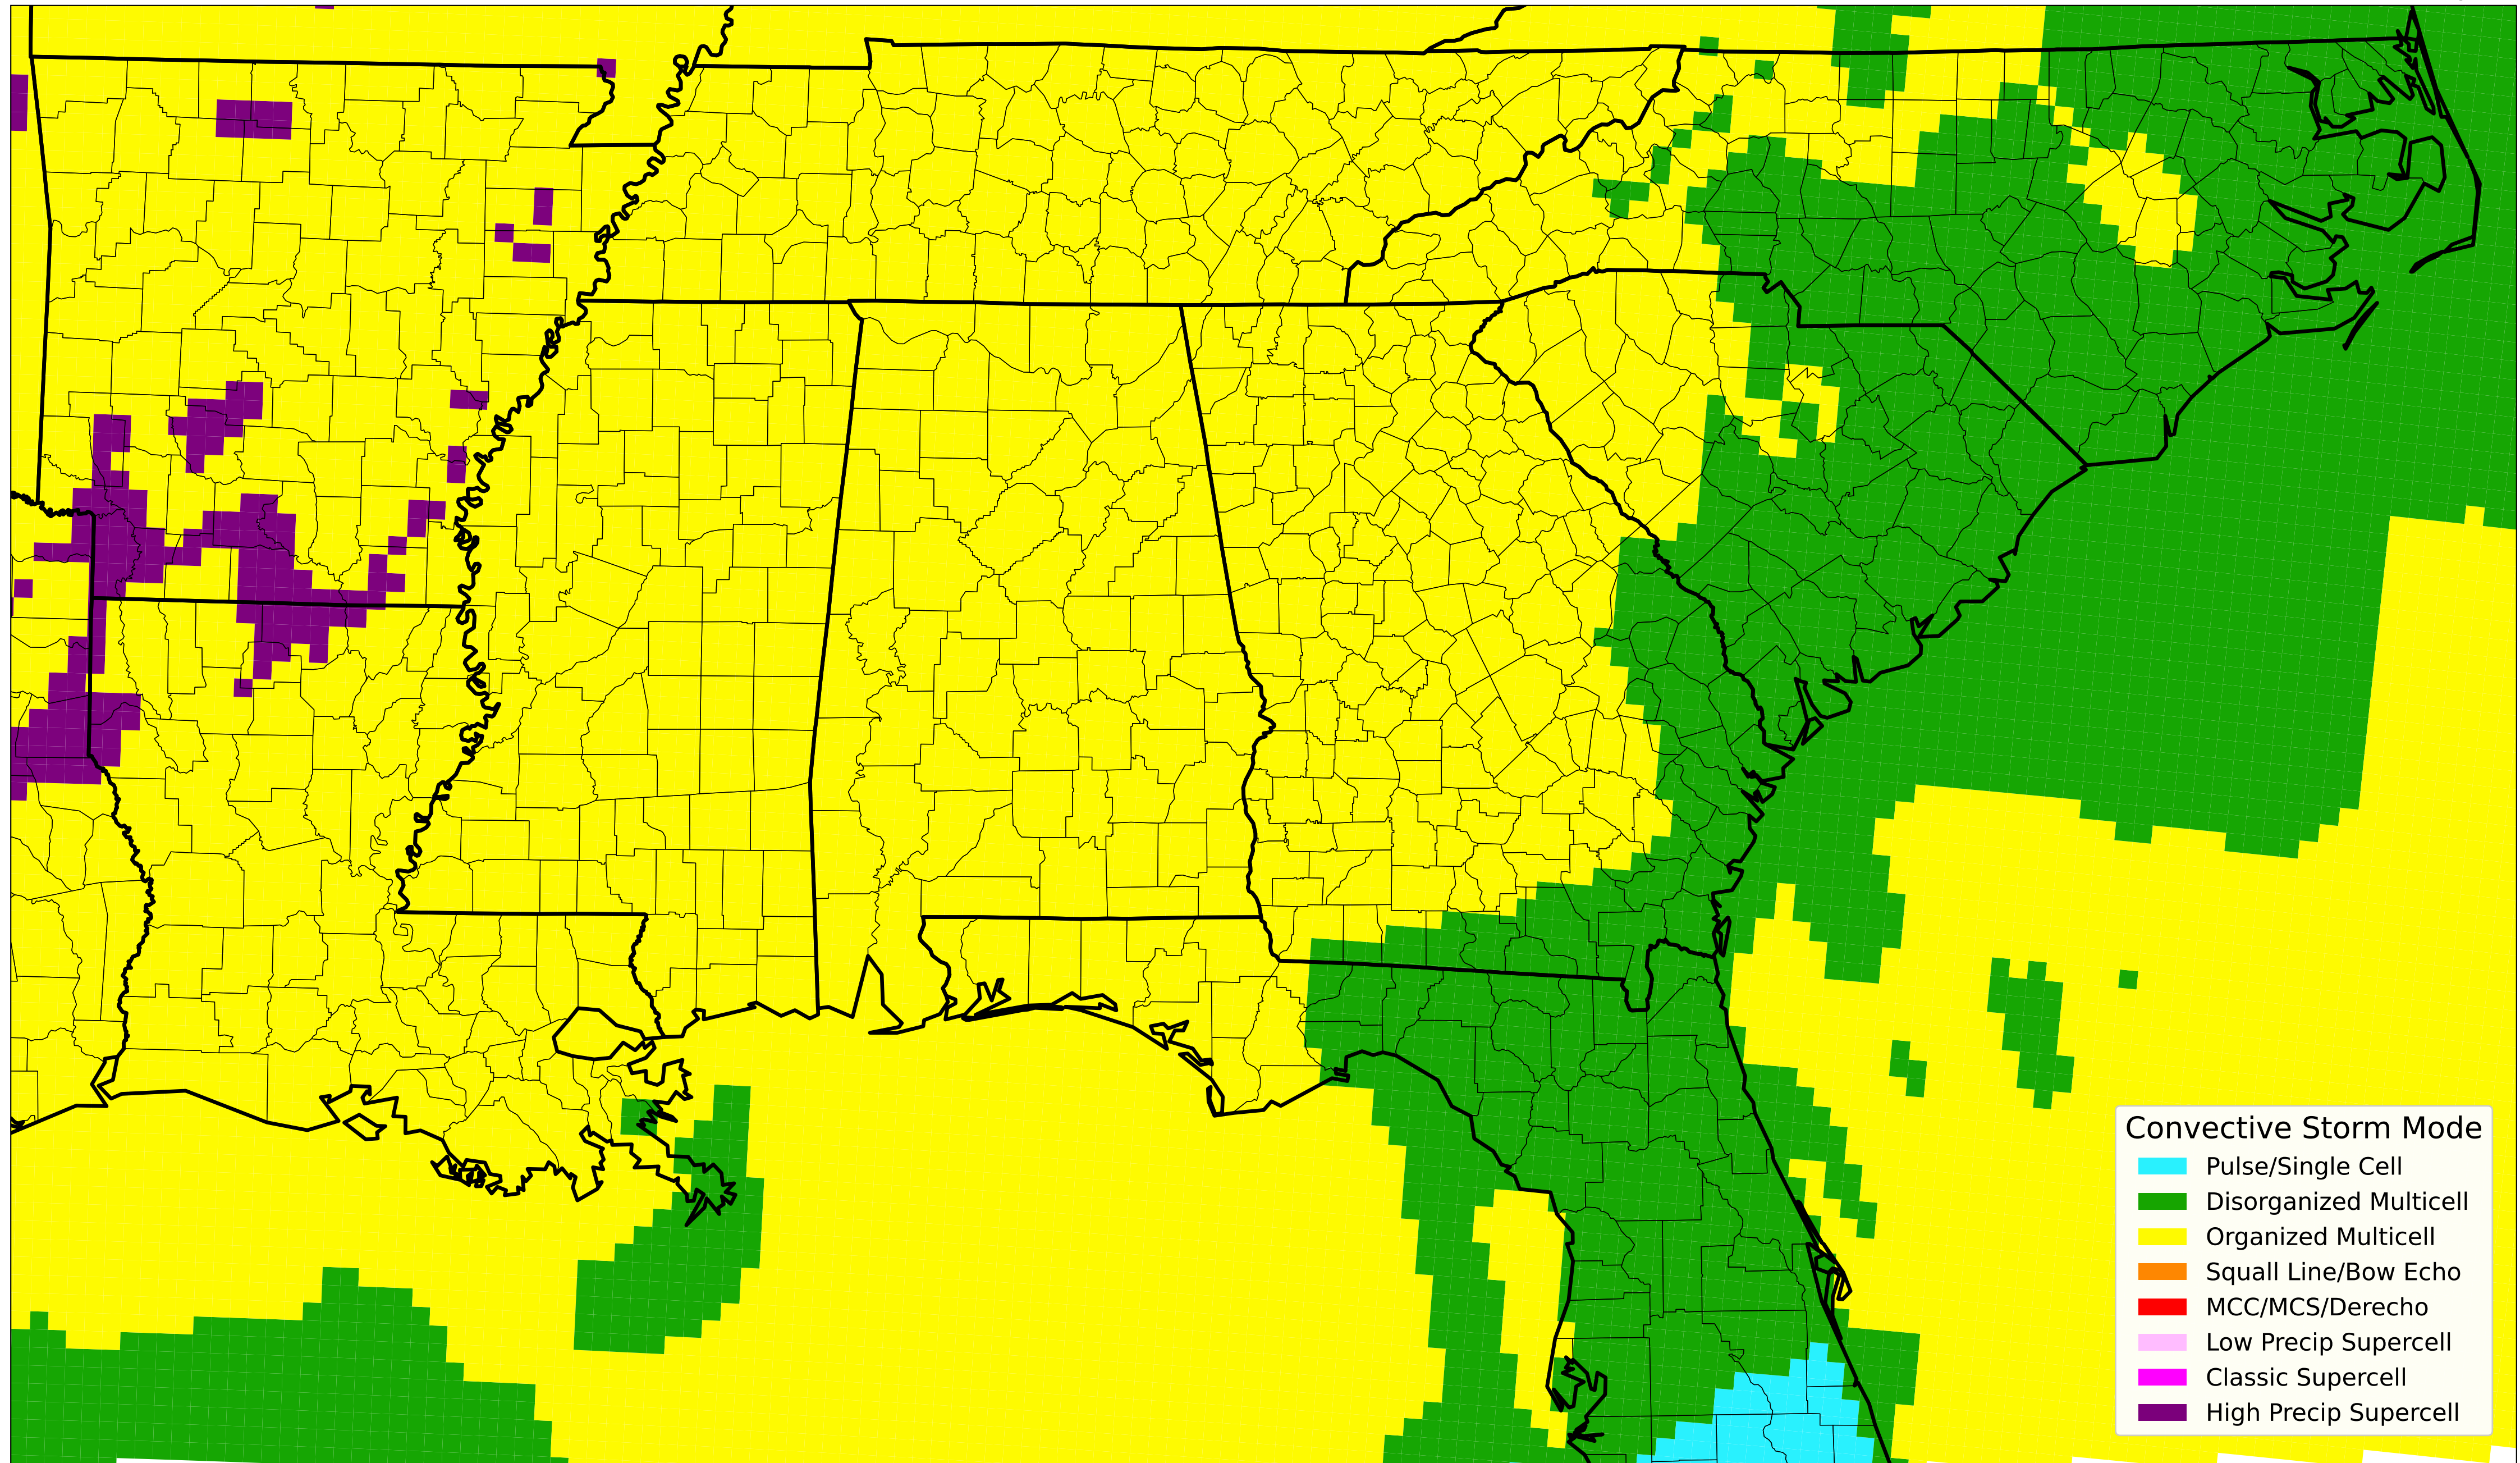 Convective Storm Mode
Pulse/Single Cell
Disorganized Multicell
Organized Multicell
Squall Line/Bow Echo
MCC/MCS/Derecho
Low Precip Supercell
Classic Supercell
High Precip Supercell